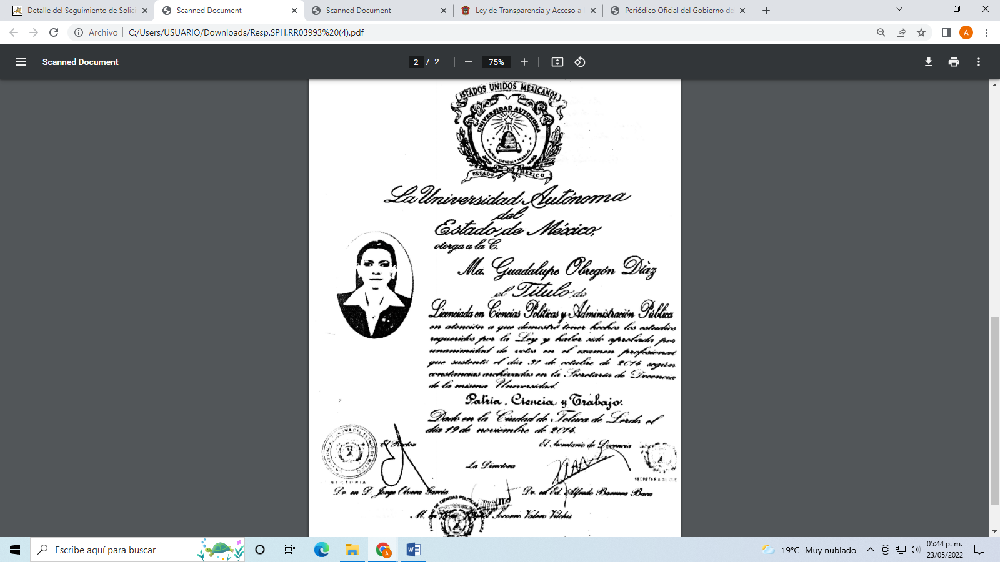 Detalle del Seguimiento de Solici
Scanned Document
Scanned Document
Ley de Transparencia y Acceso a
Periódico Oficial del Gobierno de
Archivo
C:/Users/USUARIO/Downloads/Resp.SPH.RR03993%20(4).pdf
A
Scanned Document
2 / 2
75%
ESTADOS UNIDOS MEXICANOS
UNIVERSIDAD AUTONOMA
PATRIA · CIENCIA Y TRABAJO
ESTADO MEXICO
La Universidad Autónoma
del
Estado de México,
otorga a la C.
Ma. Guadalupe Obregón Díaz
el Título de
Licenciada en Ciencias Políticas y Administración Pública
en atención a que demostró tener hechos los estudios
requeridos por la Ley y haber sido aprobada por
unanimidad de votos en el examen profesional
que sustentó el día 31 de octubre de 2014 según
constancias archivadas en la Secretaría de Docencia
de la misma Universidad.
Patria, Ciencia y Trabajo.
Dado en la Ciudad de Toluca de Lerdo el
día 19 de noviembre de 2014.
El Rector
El Secretario de Docencia
La Directora
RECTORIA
SECRETARIA DE
Dr. en D. Jorge Olvera García
Dr. en Ed. Alfredo Barrera Baca
DE CIENCIAS POLITICAS
Socorro Valero Vilchis
Escribe aquí para buscar
19°C Muy nublado
05:44 p. m.
23/05/2022